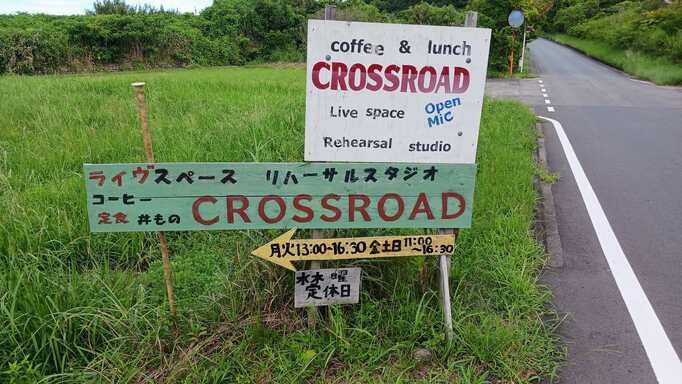 coffee & lunch
CROSSROAD
Live space
Open
MiC
Rehearsal studio
ライヴスペース リハーサルスタジオ
コーヒー
定食 丼もの
CROSSROAD
月火13:00-16:30 金土日11:00~16:30
水木曜
定休日